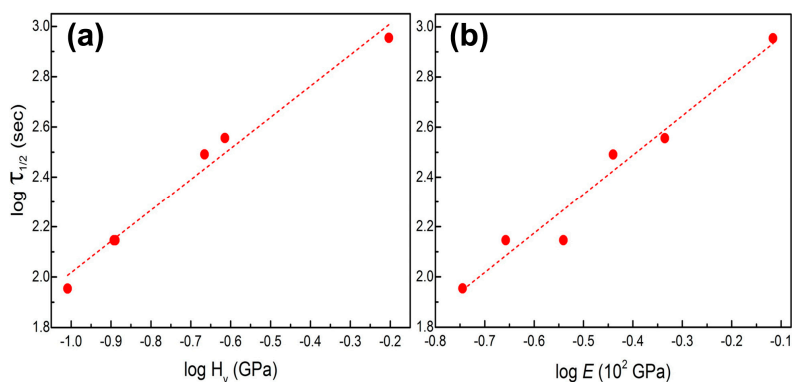 (a)
3.0
2.8
2.6
2.4
2.2
2.0
1.8
log τ1/2 (sec)
-1.0 -0.9 -0.8 -0.7 -0.6 -0.5 -0.4 -0.3 -0.2
log Hv (GPa)
(b)
3.0
2.8
2.6
2.4
2.2
2.0
1.8
-0.8 -0.7 -0.6 -0.5 -0.4 -0.3 -0.2 -0.1
log E (10² GPa)